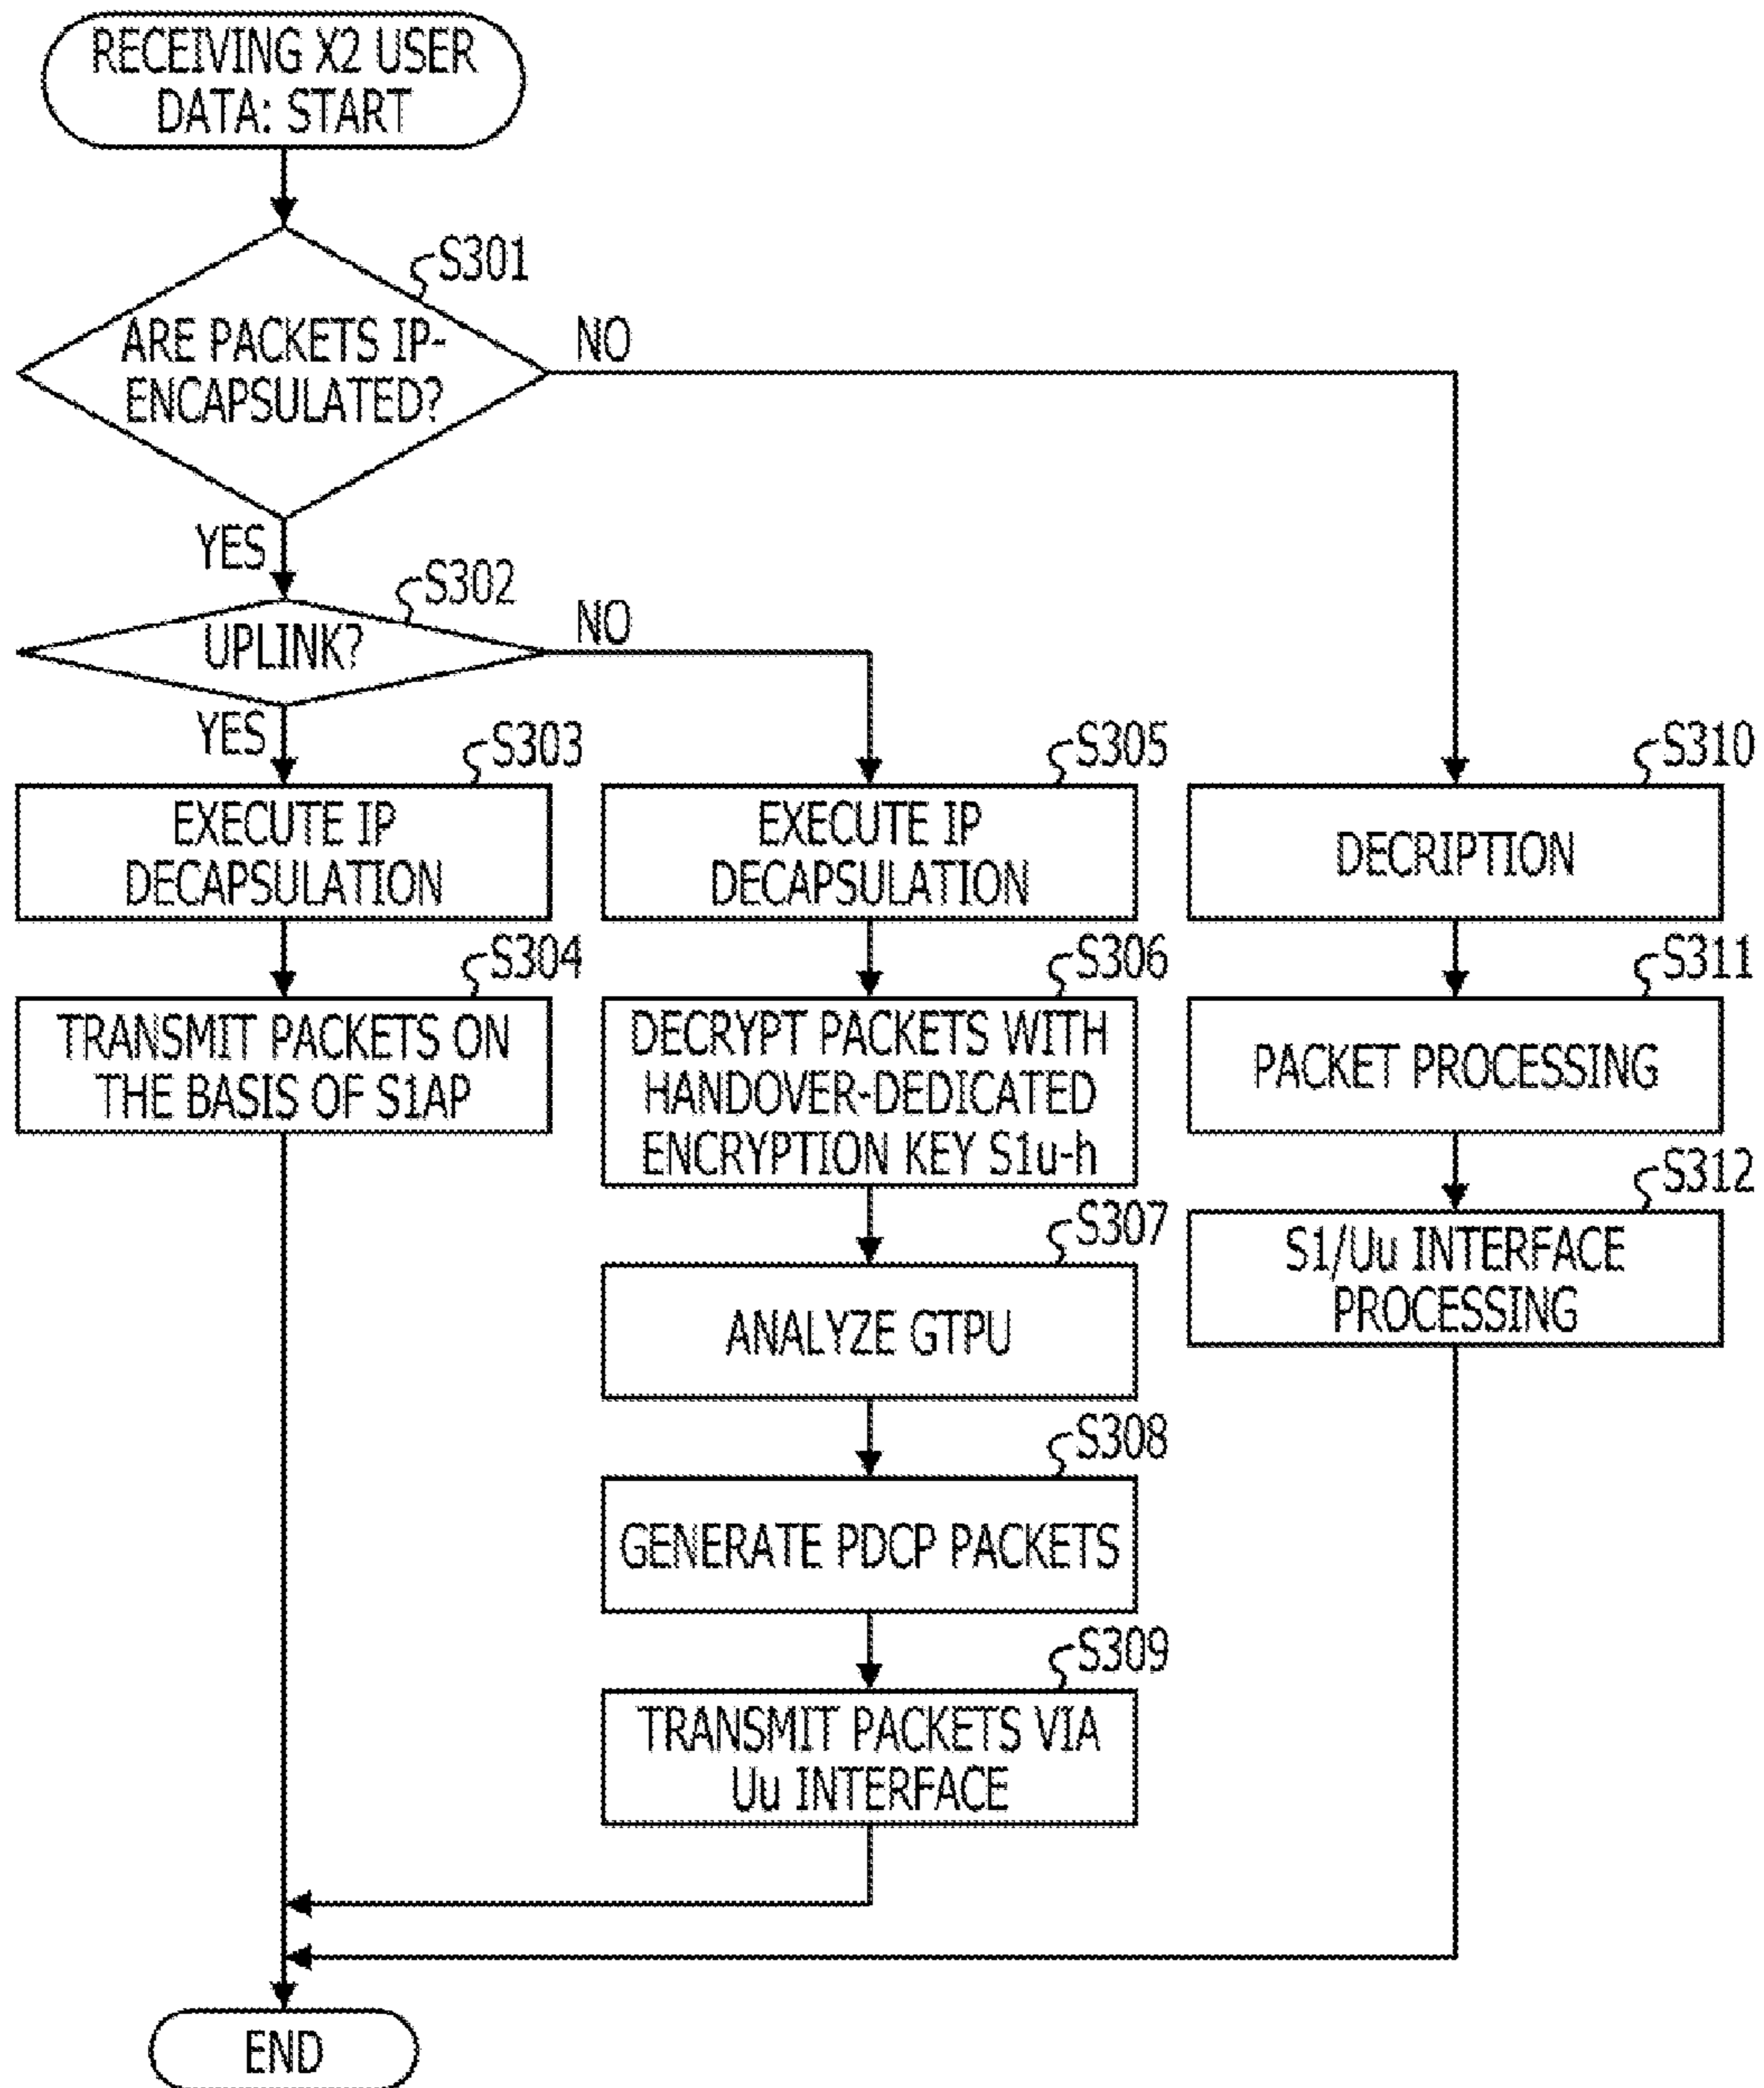 RECEIVING X2 USER
DATA: START
S301
ARE PACKETS IP-
ENCAPSULATED?
NO
YES
S302
UPLINK?
NO
YES
S303
EXECUTE IP
DECAPSULATION
S304
TRANSMIT PACKETS ON
THE BASIS OF S1AP
S305
EXECUTE IP
DECAPSULATION
S306
DECRYPT PACKETS WITH
HANDOVER-DEDICATED
ENCRYPTION KEY S1u-h
S307
ANALYZE GTPU
S308
GENERATE PDCP PACKETS
S309
TRANSMIT PACKETS VIA
Uu INTERFACE
S310
DECRIPTION
S311
PACKET PROCESSING
S312
S1/Uu INTERFACE
PROCESSING
END